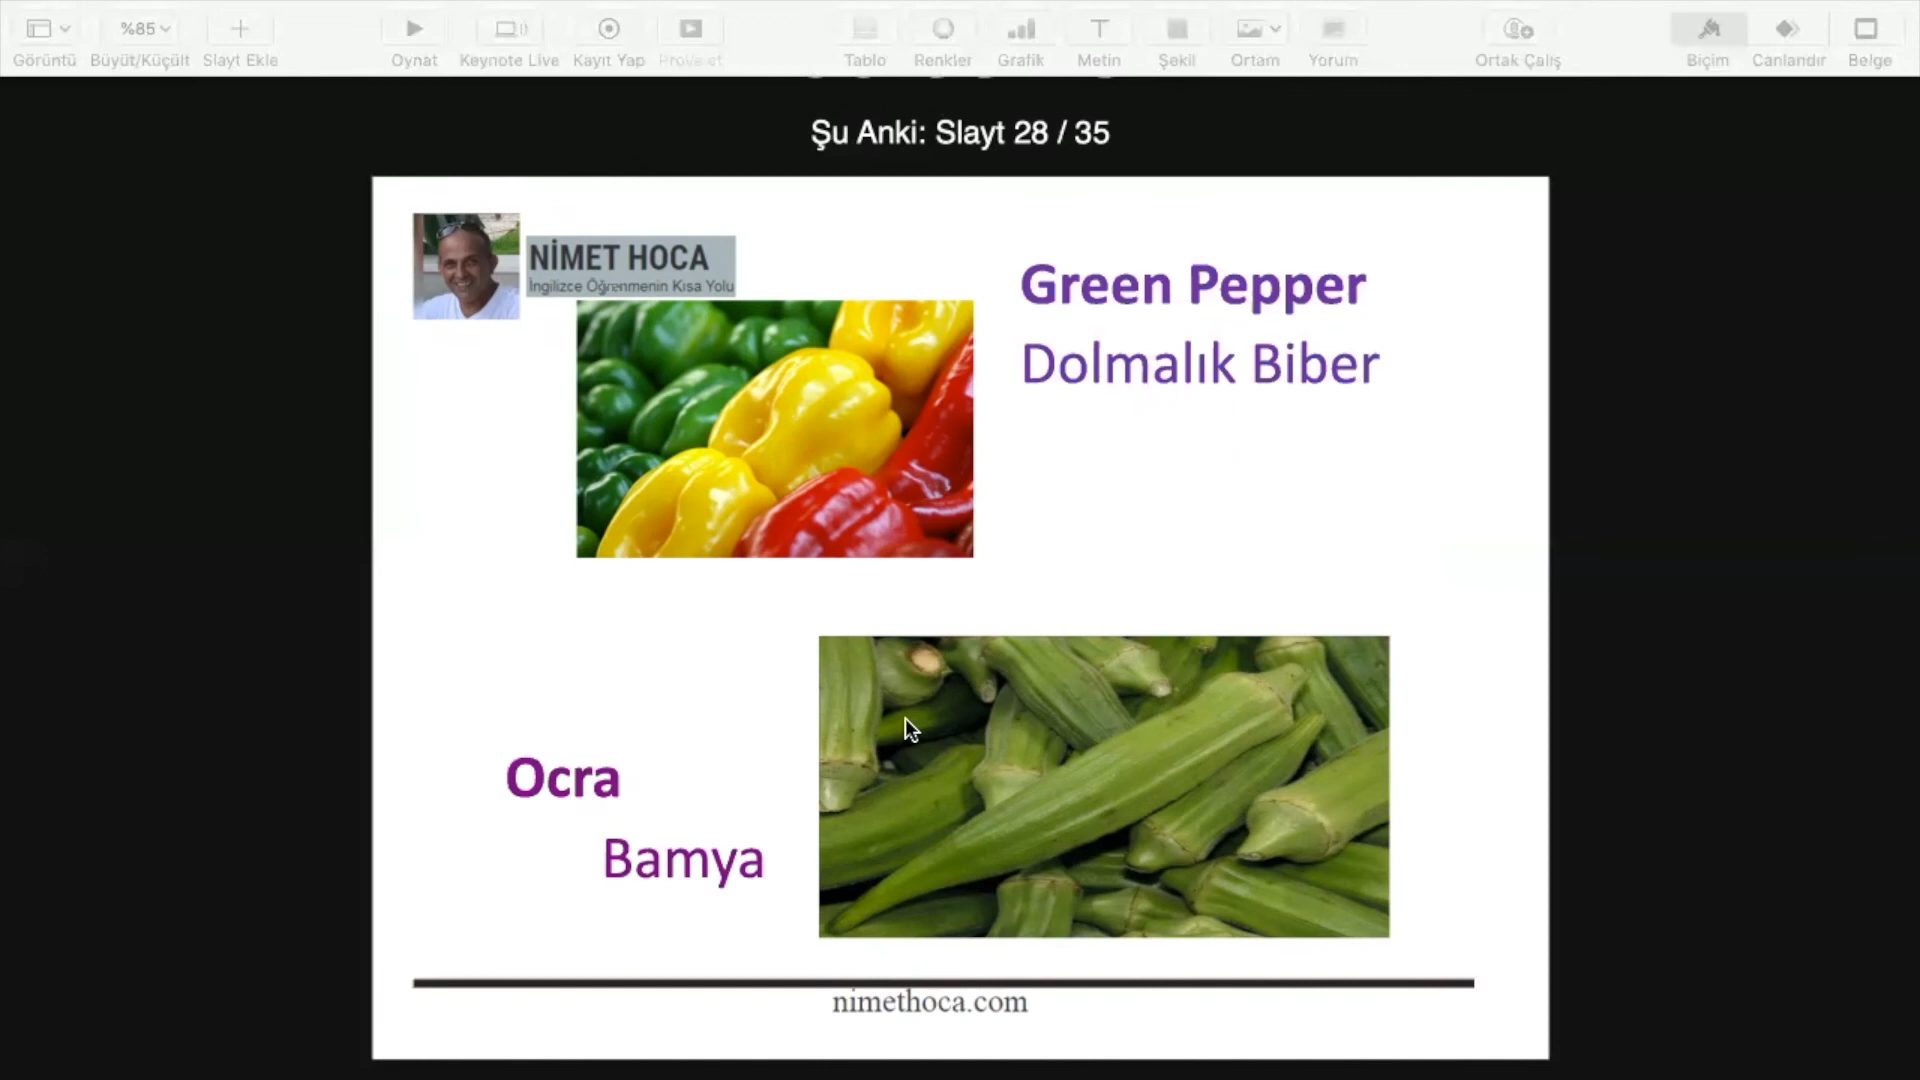 %85
Görüntü
Büyüt/Küçült
Slayt Ekle
Oynat
Keynote Live
Kayıt Yap
Prova et
Tablo
Renkler
Grafik
Metin
Şekil
Ortam
Yorum
Ortak Çalış
Biçim
Canlandır
Belge
Şu Anki: Slayt 28 / 35
NİMET HOCA
İngilizce Öğrenmenin Kısa Yolu
Green Pepper
Dolmalık Biber
Ocra
Bamya
nimethoca.com